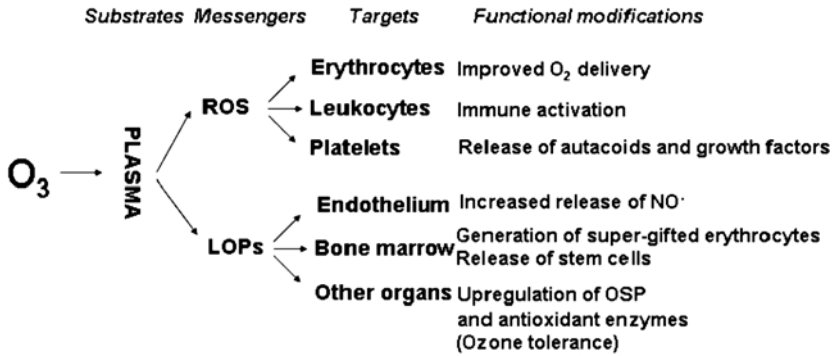 Substrates Messengers Targets Functional modifications
Erythrocytes Improved O₂ delivery
ROS Leukocytes Immune activation
Platelets Release of autacoids and growth factors
O₃ PLASMA
Endothelium Increased release of NO·
LOPs Bone marrow Generation of super-gifted erythrocytes
Release of stem cells
Other organs Upregulation of OSP
and antioxidant enzymes
(Ozone tolerance)